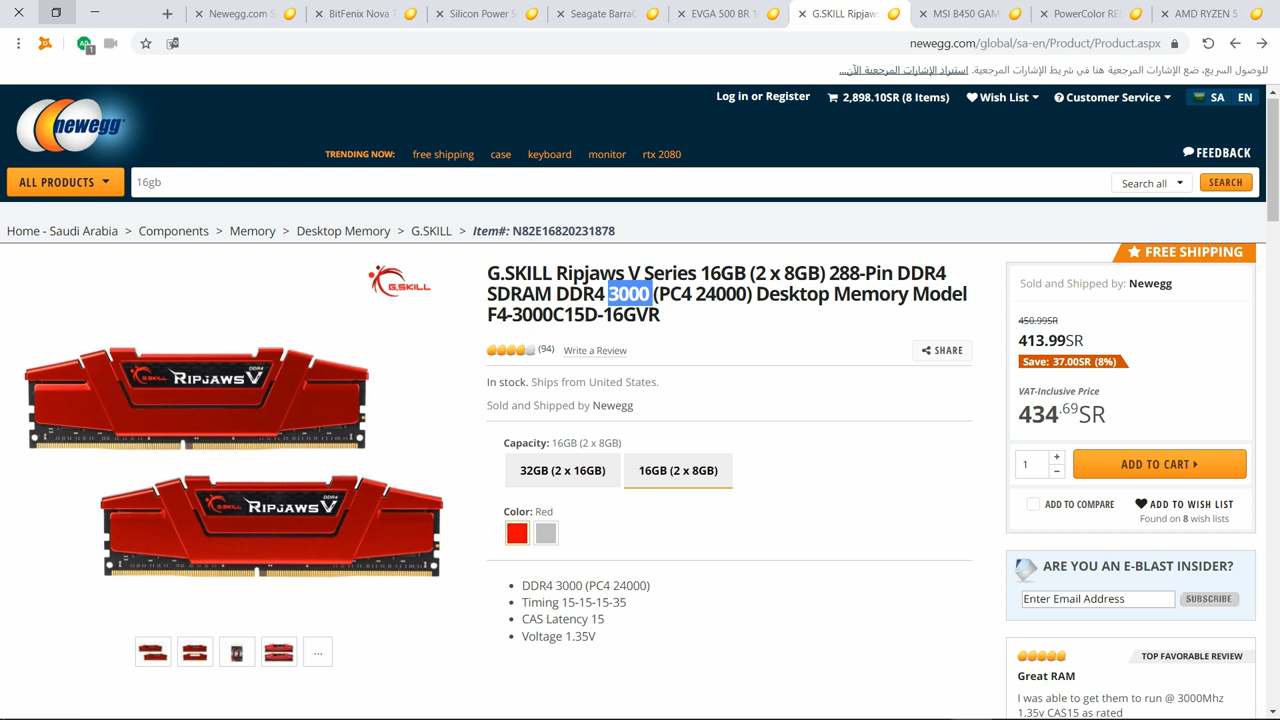 Newegg.com S
BitFenix Nova T
Silicon Power S
Seagate BarraC
EVGA 500 BR 1
G.SKILL Ripjaws
MSI B450 GAM
PowerColor RE
AMD RYZEN 5
1
newegg.com/global/sa-en/Product/Product.aspx
للوصول السريع، ضع الإشارات المرجعية هنا في شريط الإشارات المرجعية. استيراد الإشارات المرجعية الآن...
newegg
Log in or Register
2,898.10SR (8 Items)
Wish List
Customer Service
SA
EN
TRENDING NOW:
free shipping
case
keyboard
monitor
rtx 2080
FEEDBACK
ALL PRODUCTS
16gb
Search all
SEARCH
Home - Saudi Arabia > Components > Memory > Desktop Memory > G.SKILL > Item#: N82E16820231878
FREE SHIPPING
G.SKILL
G.SKILL Ripjaws V Series 16GB (2 x 8GB) 288-Pin DDR4
SDRAM DDR4 3000 (PC4 24000) Desktop Memory Model
F4-3000C15D-16GVR
(94)
Write a Review
SHARE
In stock. Ships from United States.
Sold and Shipped by Newegg
Capacity: 16GB (2 x 8GB)
32GB (2 x 16GB)
16GB (2 x 8GB)
Color: Red
• DDR4 3000 (PC4 24000)
• Timing 15-15-15-35
• CAS Latency 15
• Voltage 1.35V
G.SKILL RIPJAWS V DDR4
G.SKILL RIPJAWS V DDR4
...
Sold and Shipped by: Newegg
450.99SR
413.99SR
Save: 37.00SR (8%)
VAT-Inclusive Price
434.69SR
1
+
−
ADD TO CART
ADD TO COMPARE
ADD TO WISH LIST
Found on 8 wish lists
ARE YOU AN E-BLAST INSIDER?
Enter Email Address
SUBSCRIBE
TOP FAVORABLE REVIEW
Great RAM
I was able to get them to run @ 3000Mhz
1.35v CAS15 as rated